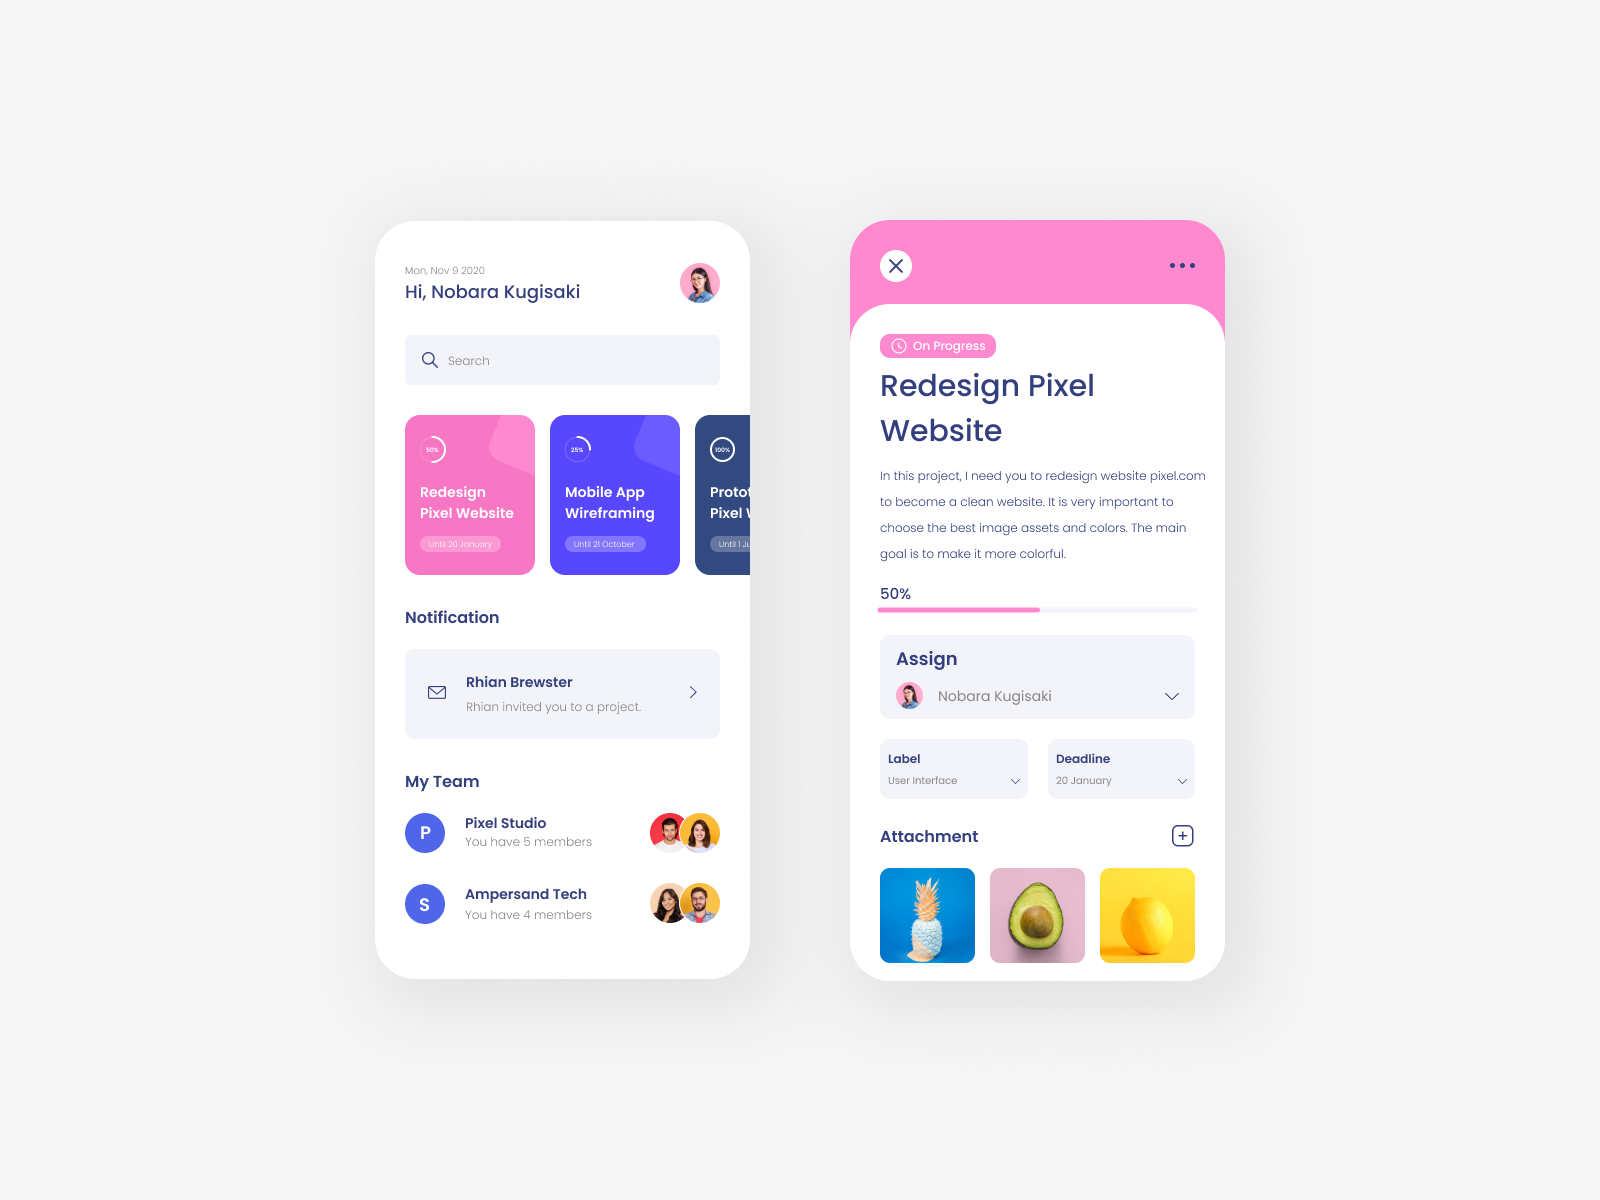 Mon, Nov 9 2020
Hi, Nobara Kugisaki
Search
50%
Redesign
Pixel Website
Until 20 Jonuary
25%
Mobile App
Wireframing
Until 21 October
100%
Protot
Pixel
Until 1 Ju
Notification
Rhian Brewster
Rhian invited you to a project.
My Team
P
Pixel Studio
You have 5 members
S
Ampersand Tech
You have 4 members
On Progress
Redesign Pixel
Website
In this project, I need you to redesign website pixel.com
to become a clean website. It is very important to
choose the best image assets and colors. The main
goal is to make it more colorful.
50%
Assign
Nobara Kugisaki
Label
User Interface
Deadline
20 January
Attachment